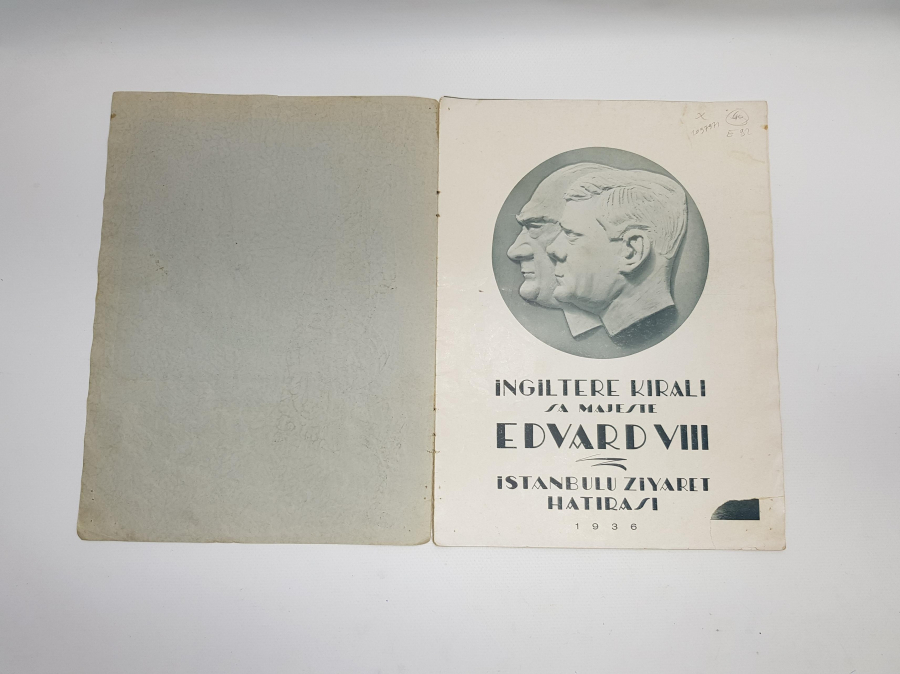 İNGİLTERE KIRALI
SA MAJESTE
EDVARD VIII
İSTANBULU ZİYARET
HATIRASI
1936